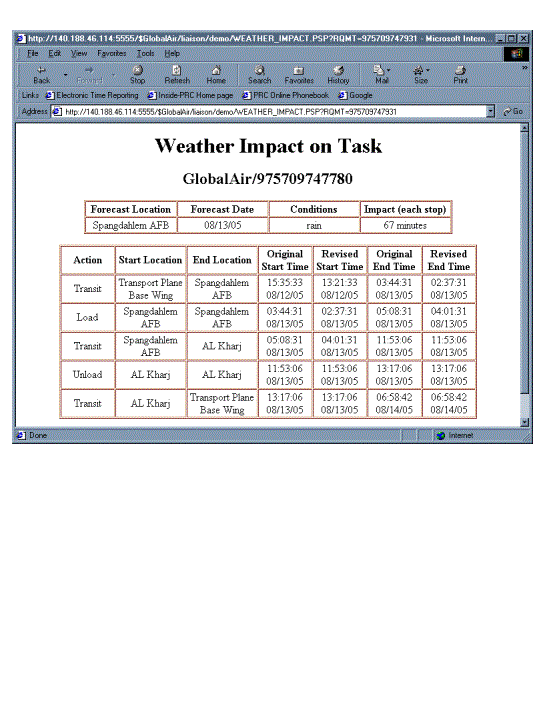 http://140.188.46.114:5555/$GlobalAir/liaison/demo/WEATHER_IMPACT.PSP?RQMT=975709747931 - Microsoft Intern...
File Edit View Favorites Tools Help
Back Forward Stop Refresh Home Search Favorites History Mail Size Print
Links Electronic Time Reporting Inside-PRC Home page PRC Online Phonebook Google
Address http://140.188.46.114:5555/$GlobalAir/liaison/demo/WEATHER_IMPACT.PSP?RQMT=975709747931 Go
Weather Impact on Task
GlobalAir/975709747780
Forecast Location Forecast Date Conditions Impact (each stop)
Spangdahlem AFB 08/13/05 rain 67 minutes
Action Start Location End Location Original Start Time Revised Start Time Original End Time Revised End Time
Transit Transport Plane Base Wing Spangdahlem AFB 15:35:33 08/12/05 13:21:33 08/12/05 03:44:31 08/13/05 02:37:31 08/13/05
Load Spangdahlem AFB Spangdahlem AFB 03:44:31 08/13/05 02:37:31 08/13/05 05:08:31 08/13/05 04:01:31 08/13/05
Transit Spangdahlem AFB AL Kharj 05:08:31 08/13/05 04:01:31 08/13/05 11:53:06 08/13/05 11:53:06 08/13/05
Unload AL Kharj AL Kharj 11:53:06 08/13/05 11:53:06 08/13/05 13:17:06 08/13/05 13:17:06 08/13/05
Transit AL Kharj Transport Plane Base Wing 13:17:06 08/13/05 13:17:06 08/13/05 06:58:42 08/14/05 06:58:42 08/14/05
Done Internet